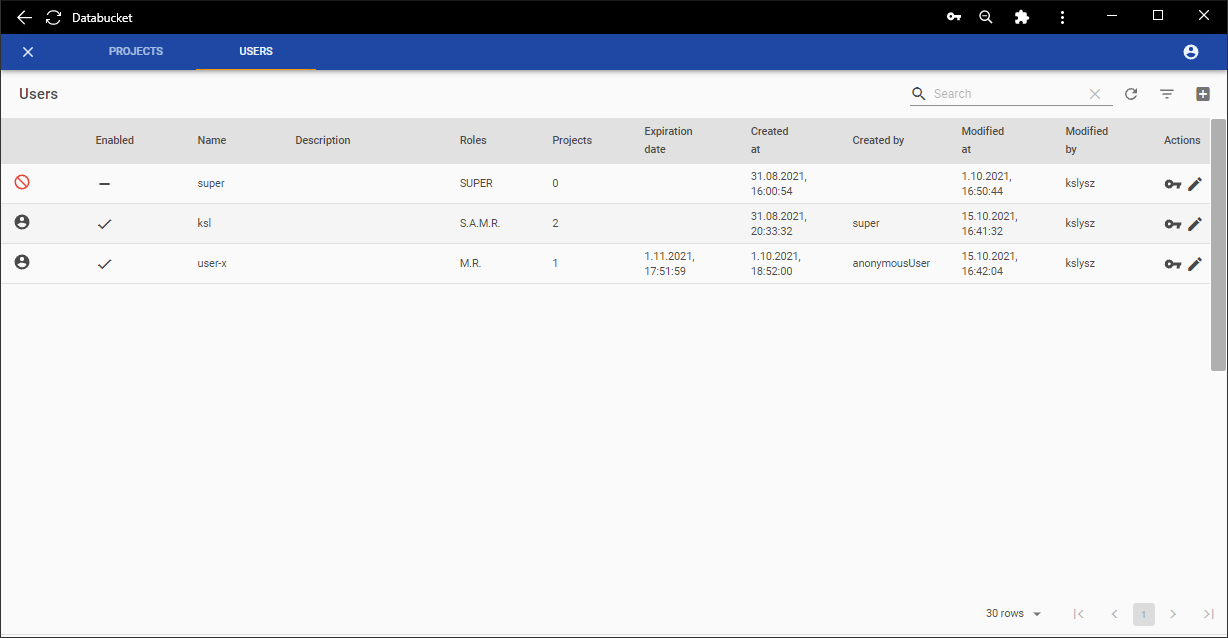 Databucket
PROJECTS USERS
Users
Search
Enabled Name Description Roles Projects Expiration date Created at Created by Modified at Modified by Actions
super SUPER 0 31.08.2021, 16:00:54 1.10.2021, 16:50:44 kslysz
ksl S.A.M.R. 2 31.08.2021, 20:33:32 super 15.10.2021, 16:41:32 kslysz
user-x M.R. 1 1.11.2021, 17:51:59 1.10.2021, 18:52:00 anonymousUser 15.10.2021, 16:42:04 kslysz
30 rows 1